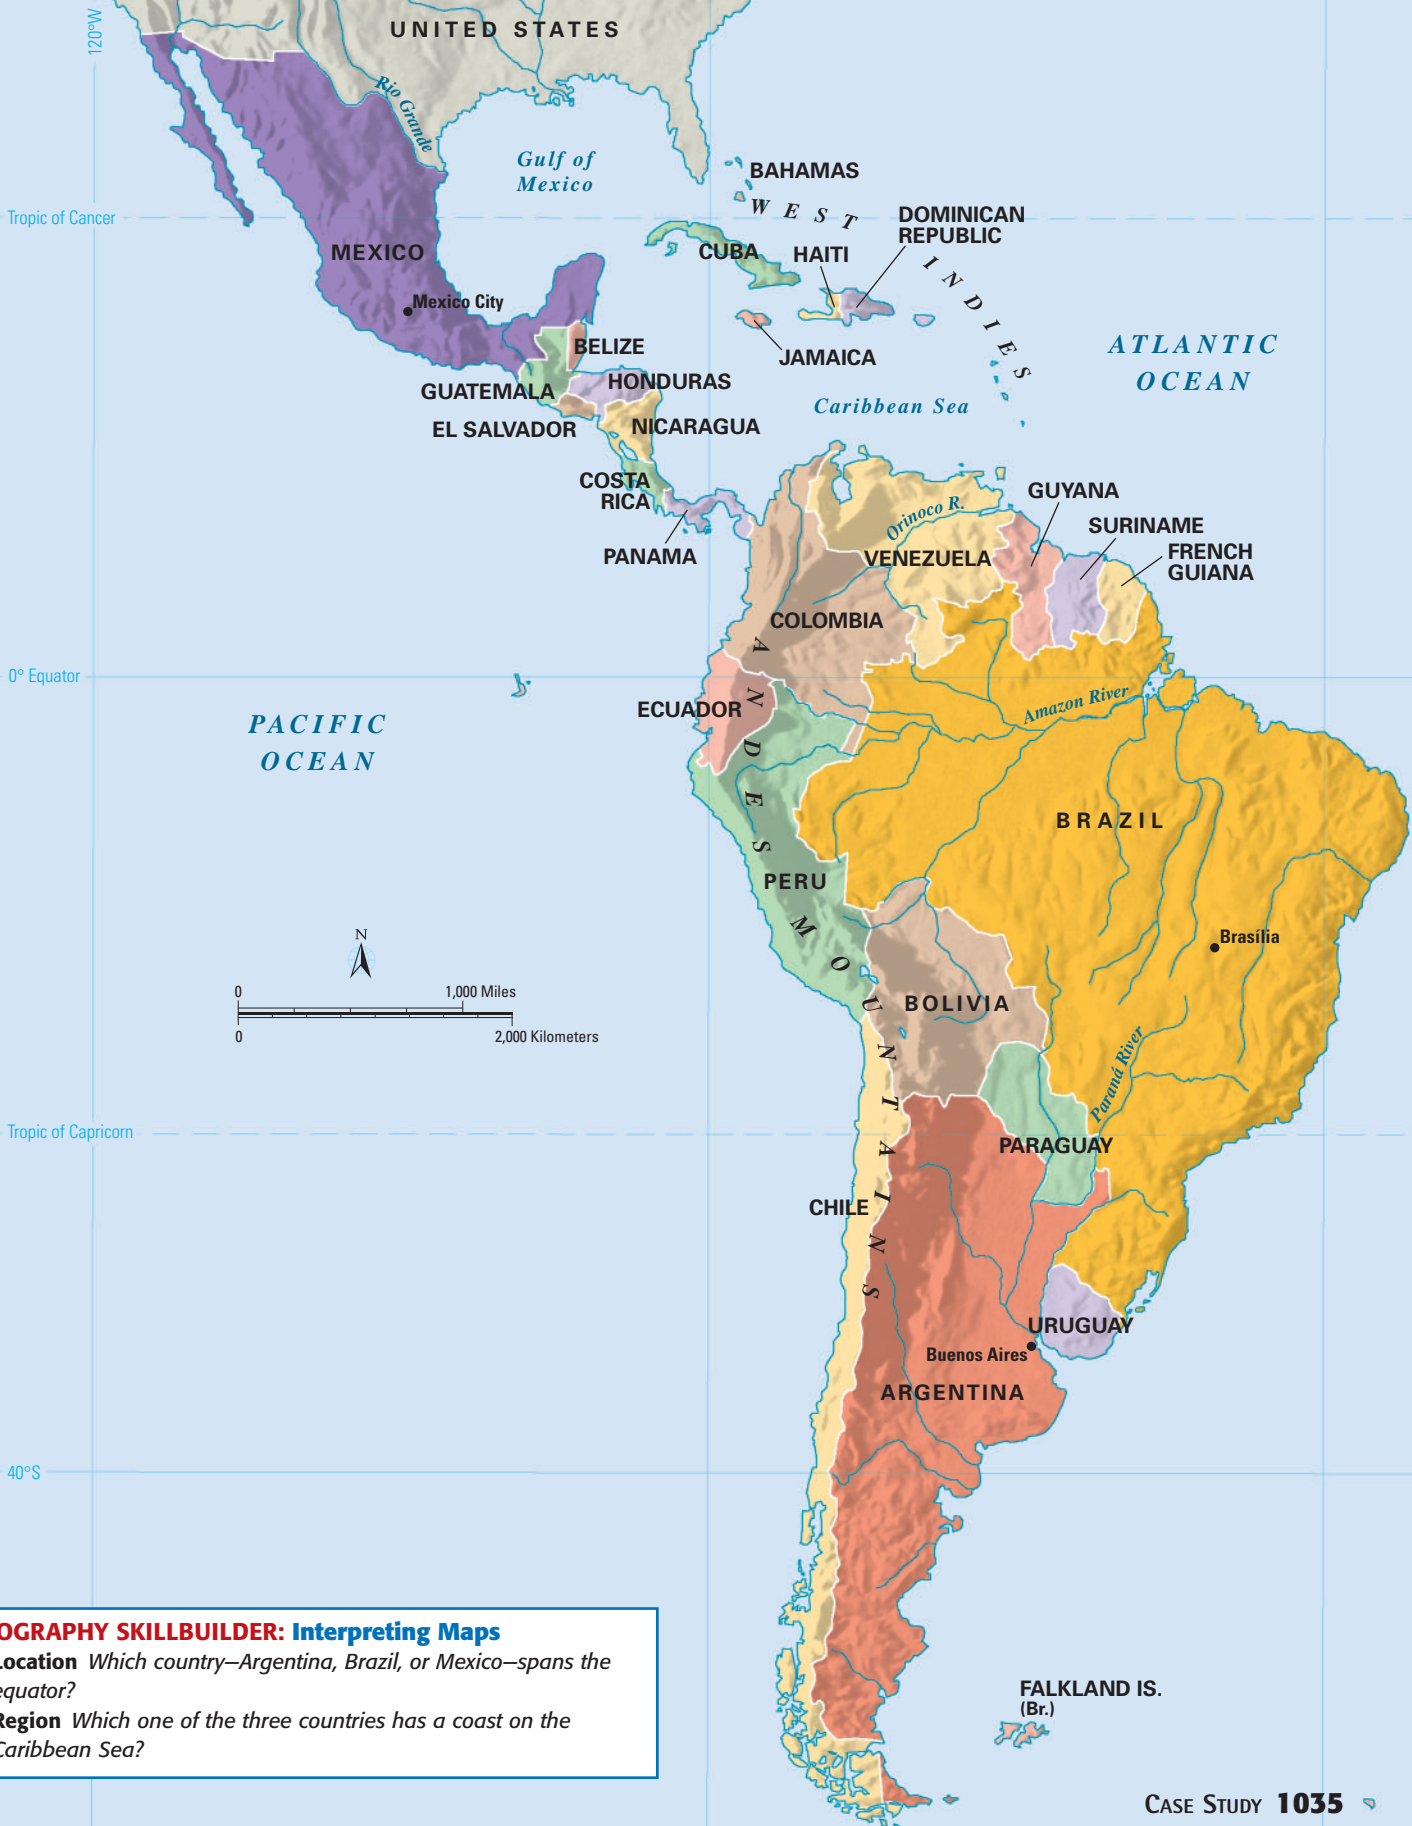 120°W
UNITED STATES
Rio Grande
Gulf of
Mexico
BAHAMAS
Tropic of Cancer
WEST INDIES
DOMINICAN
REPUBLIC
MEXICO
CUBA
HAITI
Mexico City
BELIZE
JAMAICA
ATLANTIC
OCEAN
GUATEMALA
HONDURAS
Caribbean Sea
EL SALVADOR
NICARAGUA
COSTA
RICA
GUYANA
Orinoco R.
SURINAME
PANAMA
VENEZUELA
FRENCH
GUIANA
COLOMBIA
0° Equator
ANDES MOUNTAINS
ECUADOR
Amazon River
PACIFIC
OCEAN
BRAZIL
PERU
N
Brasília
0
1,000 Miles
0
2,000 Kilometers
BOLIVIA
Paraná River
Tropic of Capricorn
PARAGUAY
CHILE
URUGUAY
Buenos Aires
ARGENTINA
40°S
OGRAPHY SKILLBUILDER: Interpreting Maps
Location Which country—Argentina, Brazil, or Mexico—spans the
equator?
Region Which one of the three countries has a coast on the
Caribbean Sea?
FALKLAND IS.
(Br.)
CASE STUDY 1035